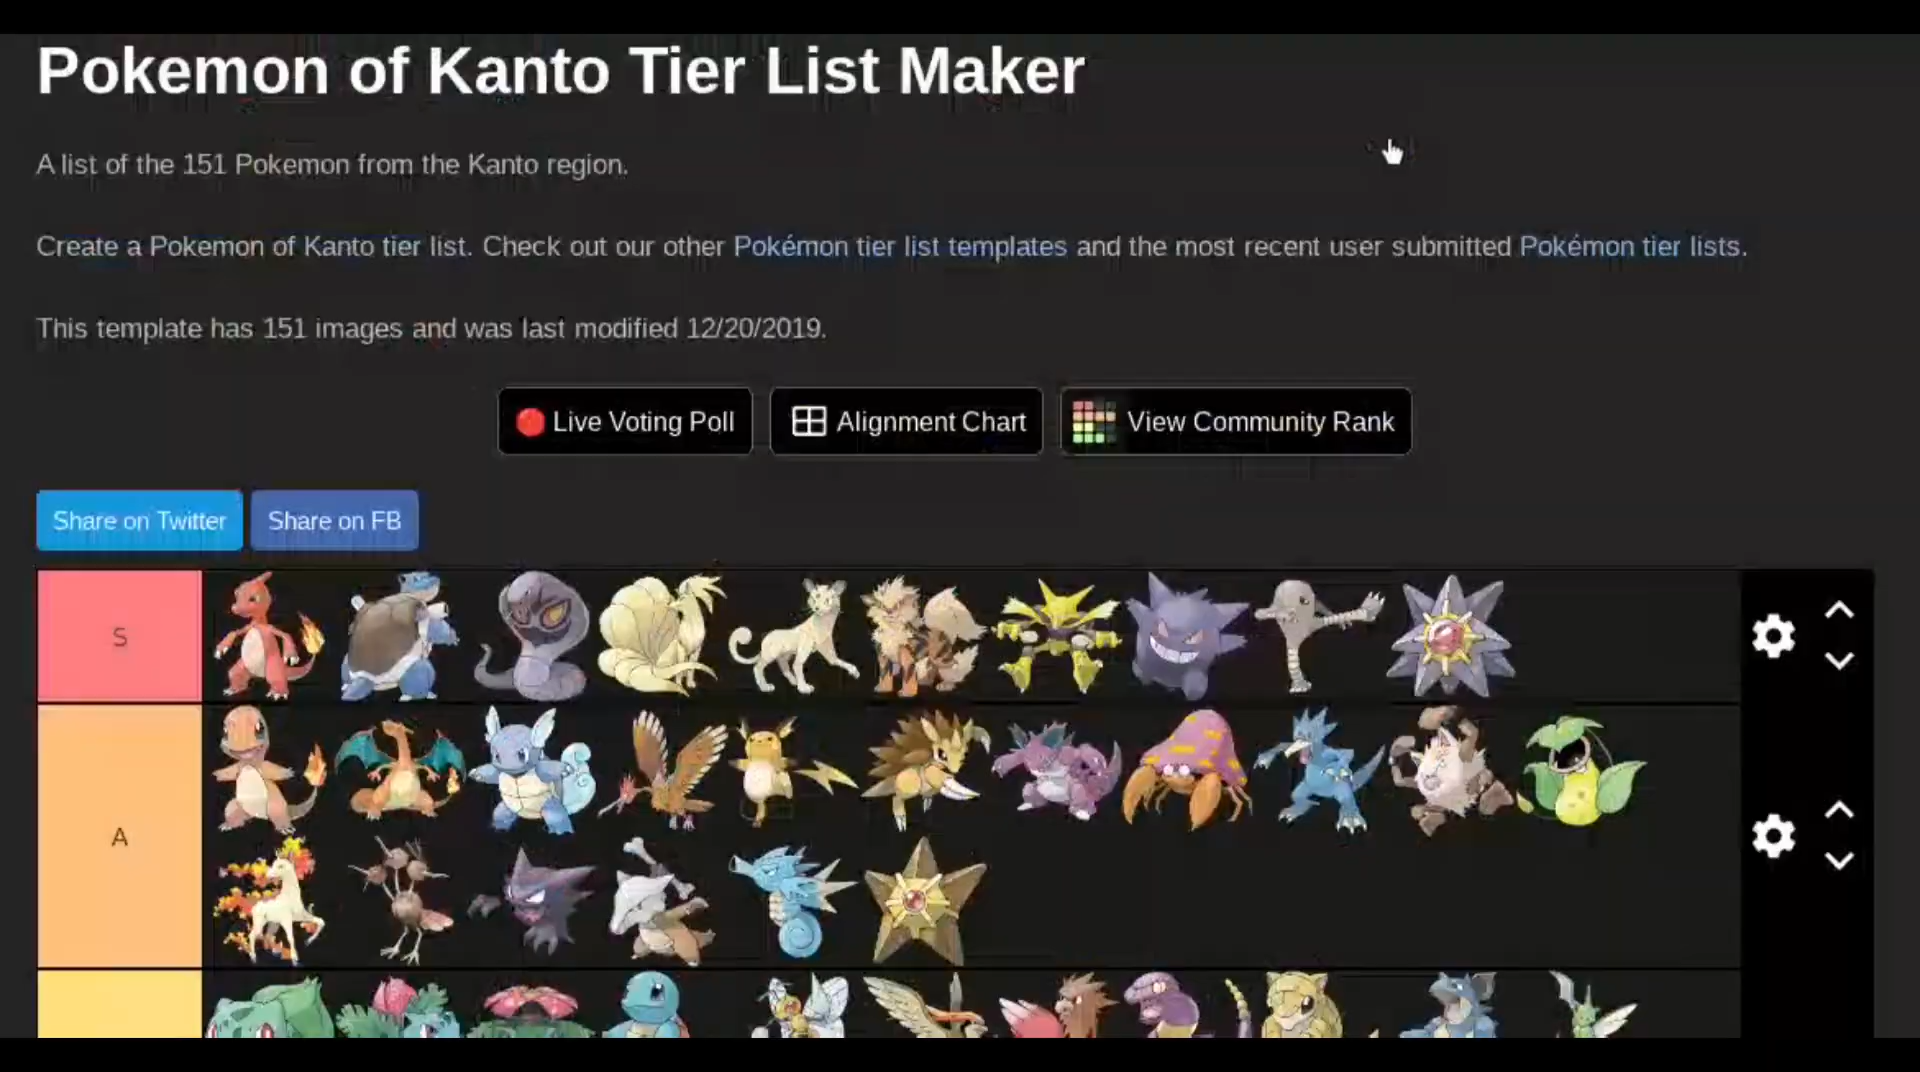 Pokemon of Kanto Tier List Maker
A list of the 151 Pokemon from the Kanto region.
Create a Pokemon of Kanto tier list. Check out our other Pokémon tier list templates and the most recent user submitted Pokémon tier lists.
This template has 151 images and was last modified 12/20/2019.
Live Voting Poll
Alignment Chart
View Community Rank
Share on Twitter
Share on FB
S
A